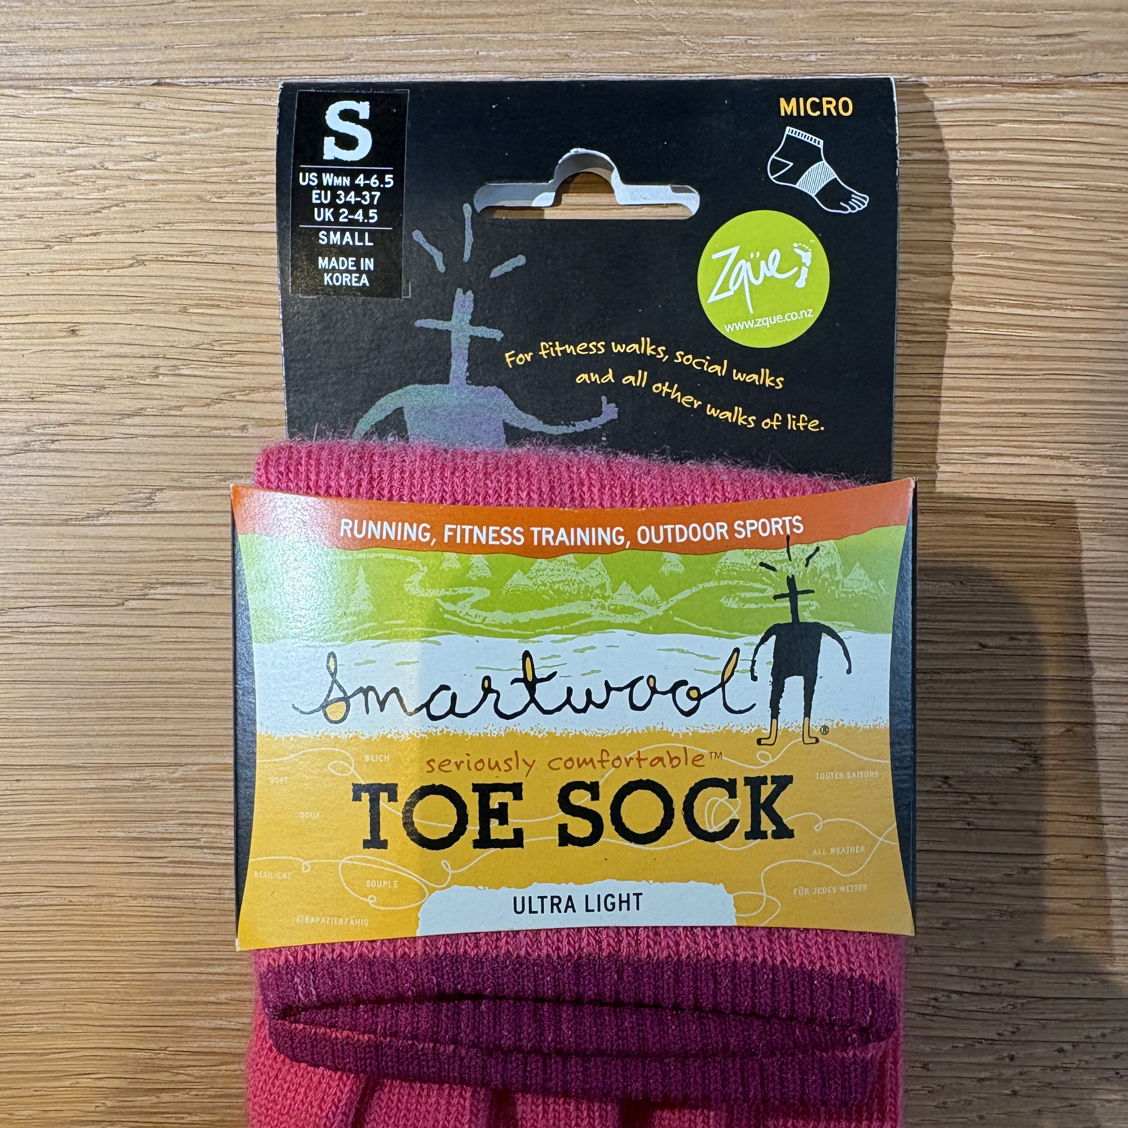 S
US WMN 4-6.5
EU 34-37
UK 2-4.5
SMALL
MADE IN
KOREA
MICRO
Zqüe
www.zque.co.nz
For fitness walks, social walks
and all other walks of life.
RUNNING, FITNESS TRAINING, OUTDOOR SPORTS
smartwool
®
seriously comfortable™
TOE SOCK
WEICH
SOFT
DOUX
RESILIENT
SOUPLE
STRAPAZIERFÄHIG
TOUTES SAISONS
ALL WEATHER
FÜR JEDES WETTER
ULTRA LIGHT